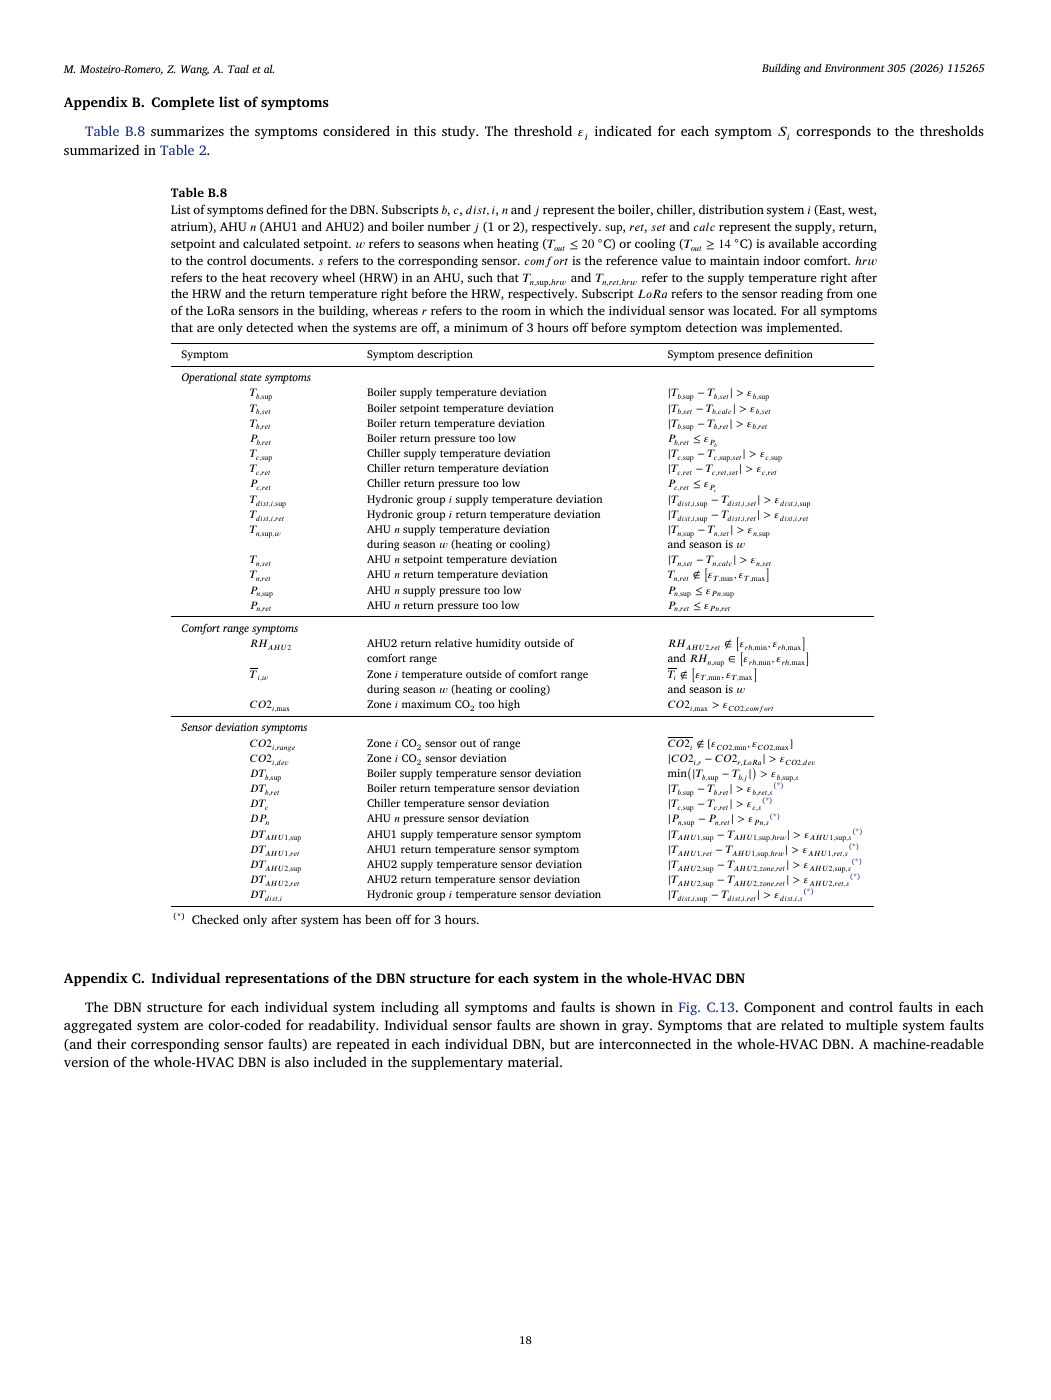 M. Mosteiro-Romero, Z. Wang, A. Taal et al.
Building and Environment 305 (2026) 115265
Appendix B. Complete list of symptoms
Table B.8 summarizes the symptoms considered in this study. The threshold ε_i indicated for each symptom S_i corresponds to the thresholds
summarized in Table 2.
Table B.8
List of symptoms defined for the DBN. Subscripts b, c, dist, i, n and j represent the boiler, chiller, distribution system i (East, west,
atrium), AHU n (AHU1 and AHU2) and boiler number j (1 or 2), respectively. sup, ret, set and calc represent the supply, return,
setpoint and calculated setpoint. w refers to seasons when heating (T_out ≤ 20 °C) or cooling (T_out ≥ 14 °C) is available according
to the control documents. s refers to the corresponding sensor. comfort is the reference value to maintain indoor comfort. hrw
refers to the heat recovery wheel (HRW) in an AHU, such that T_n,sup,hrw and T_n,ret,hrw refer to the supply temperature right after
the HRW and the return temperature right before the HRW, respectively. Subscript LoRa refers to the sensor reading from one
of the LoRa sensors in the building, whereas r refers to the room in which the individual sensor was located. For all symptoms
that are only detected when the systems are off, a minimum of 3 hours off before symptom detection was implemented.
Symptom Symptom description Symptom presence definition
Operational state symptoms
T_b,sup Boiler supply temperature deviation |T_b,sup − T_b,set| > ε_b,sup
T_b,set Boiler setpoint temperature deviation |T_b,set − T_b,calc| > ε_b,set
T_b,ret Boiler return temperature deviation |T_b,sup − T_b,ret| > ε_b,ret
P_b,ret Boiler return pressure too low P_b,ret ≤ ε_P_b
T_c,sup Chiller supply temperature deviation |T_c,sup − T_c,sup,set| > ε_c,sup
T_c,ret Chiller return temperature deviation |T_c,ret − T_c,ret,set| > ε_c,ret
P_c,ret Chiller return pressure too low P_c,ret ≤ ε_P_c
T_dist,i,sup Hydronic group i supply temperature deviation |T_dist,i,sup − T_dist,i,set| > ε_dist,i,sup
T_dist,i,ret Hydronic group i return temperature deviation |T_dist,i,sup − T_dist,i,ret| > ε_dist,i,ret
T_n,sup,w AHU n supply temperature deviation |T_n,sup − T_n,set| > ε_n,sup
during season w (heating or cooling) and season is w
T_n,set AHU n setpoint temperature deviation |T_n,set − T_n,calc| > ε_n,set
T_n,ret AHU n return temperature deviation T_n,ret ∉ [ε_T,min, ε_T,max]
P_n,sup AHU n supply pressure too low P_n,sup ≤ ε_Pn,sup
P_n,ret AHU n return pressure too low P_n,ret ≤ ε_Pn,ret
Comfort range symptoms
RH_AHU2 AHU2 return relative humidity outside of RH_AHU2,ret ∉ [ε_rh,min, ε_rh,max]
comfort range and RH_n,sup ∈ [ε_rh,min, ε_rh,max]
T̅_i,w Zone i temperature outside of comfort range T̅_i ∉ [ε_T,min, ε_T,max]
during season w (heating or cooling) and season is w
CO2_i,max Zone i maximum CO₂ too high CO2_i,max > ε_CO2,comfort
Sensor deviation symptoms
CO2_i,range Zone i CO₂ sensor out of range C̅O̅2̅_i ∉ [ε_CO2,min, ε_CO2,max]
CO2_i,dev Zone i CO₂ sensor deviation |CO2_i,r − CO2_r,LoRa| > ε_CO2,dev
DT_b,sup Boiler supply temperature sensor deviation min(|T_b,sup − T_b,j|) > ε_b,sup,s
DT_b,ret Boiler return temperature sensor deviation |T_b,sup − T_b,ret| > ε_b,ret,s (*)
DT_c Chiller temperature sensor deviation |T_c,sup − T_c,ret| > ε_c,s (*)
DP_n AHU n pressure sensor deviation |P_n,sup − P_n,ret| > ε_Pn,s (*)
DT_AHU1,sup AHU1 supply temperature sensor symptom |T_AHU1,sup − T_AHU1,sup,hrw| > ε_AHU1,sup,s (*)
DT_AHU1,ret AHU1 return temperature sensor symptom |T_AHU1,ret − T_AHU1,sup,hrw| > ε_AHU1,ret,s (*)
DT_AHU2,sup AHU2 supply temperature sensor deviation |T_AHU2,sup − T_AHU2,zone,ret| > ε_AHU2,sup,s (*)
DT_AHU2,ret AHU2 return temperature sensor deviation |T_AHU2,sup − T_AHU2,zone,ret| > ε_AHU2,ret,s (*)
DT_dist,i Hydronic group i temperature sensor deviation |T_dist,i,sup − T_dist,i,ret| > ε_dist,i,s (*)
(*) Checked only after system has been off for 3 hours.
Appendix C. Individual representations of the DBN structure for each system in the whole-HVAC DBN
The DBN structure for each individual system including all symptoms and faults is shown in Fig. C.13. Component and control faults in each
aggregated system are color-coded for readability. Individual sensor faults are shown in gray. Symptoms that are related to multiple system faults
(and their corresponding sensor faults) are repeated in each individual DBN, but are interconnected in the whole-HVAC DBN. A machine-readable
version of the whole-HVAC DBN is also included in the supplementary material.
18